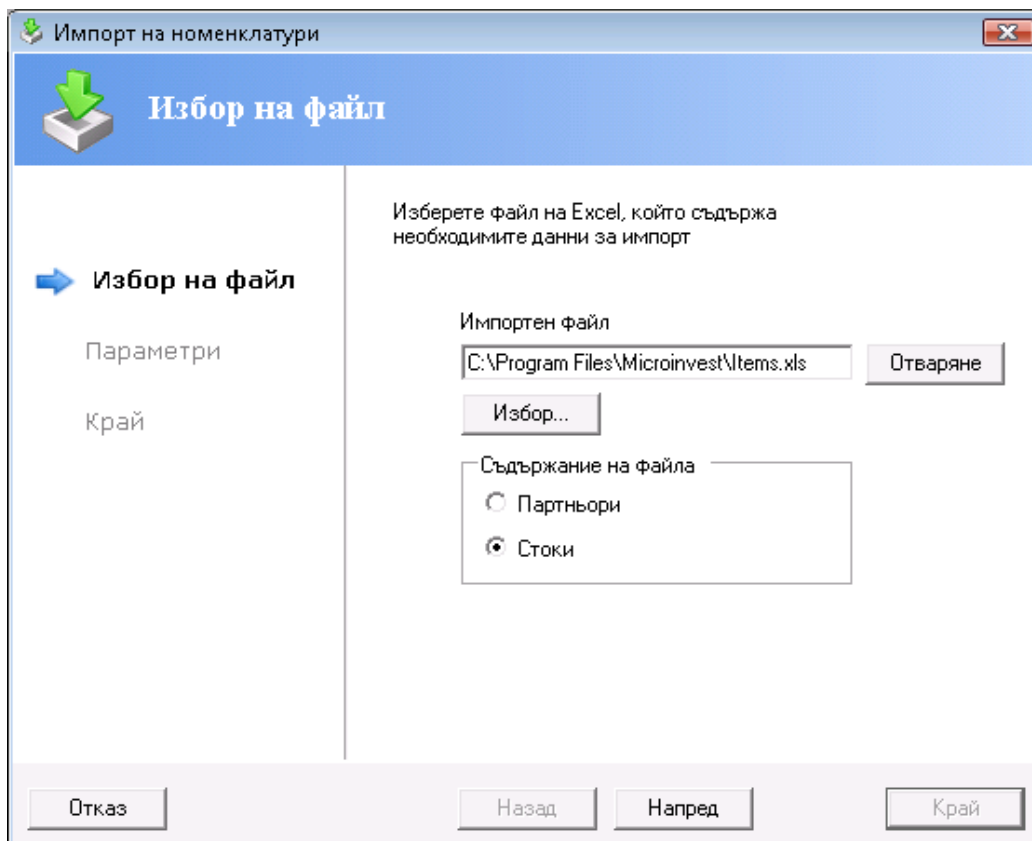 Импорт на номенклатури
Избор на файл
Изберете файл на Excel, който съдържа
необходимите данни за импорт
Избор на файл
Параметри
Край
Импортен файл
C:\Program Files\Microinvest\Items.xls
Отваряне
Избор...
Съдържание на файла
Партньори
Стоки
Отказ
Назад
Напред
Край